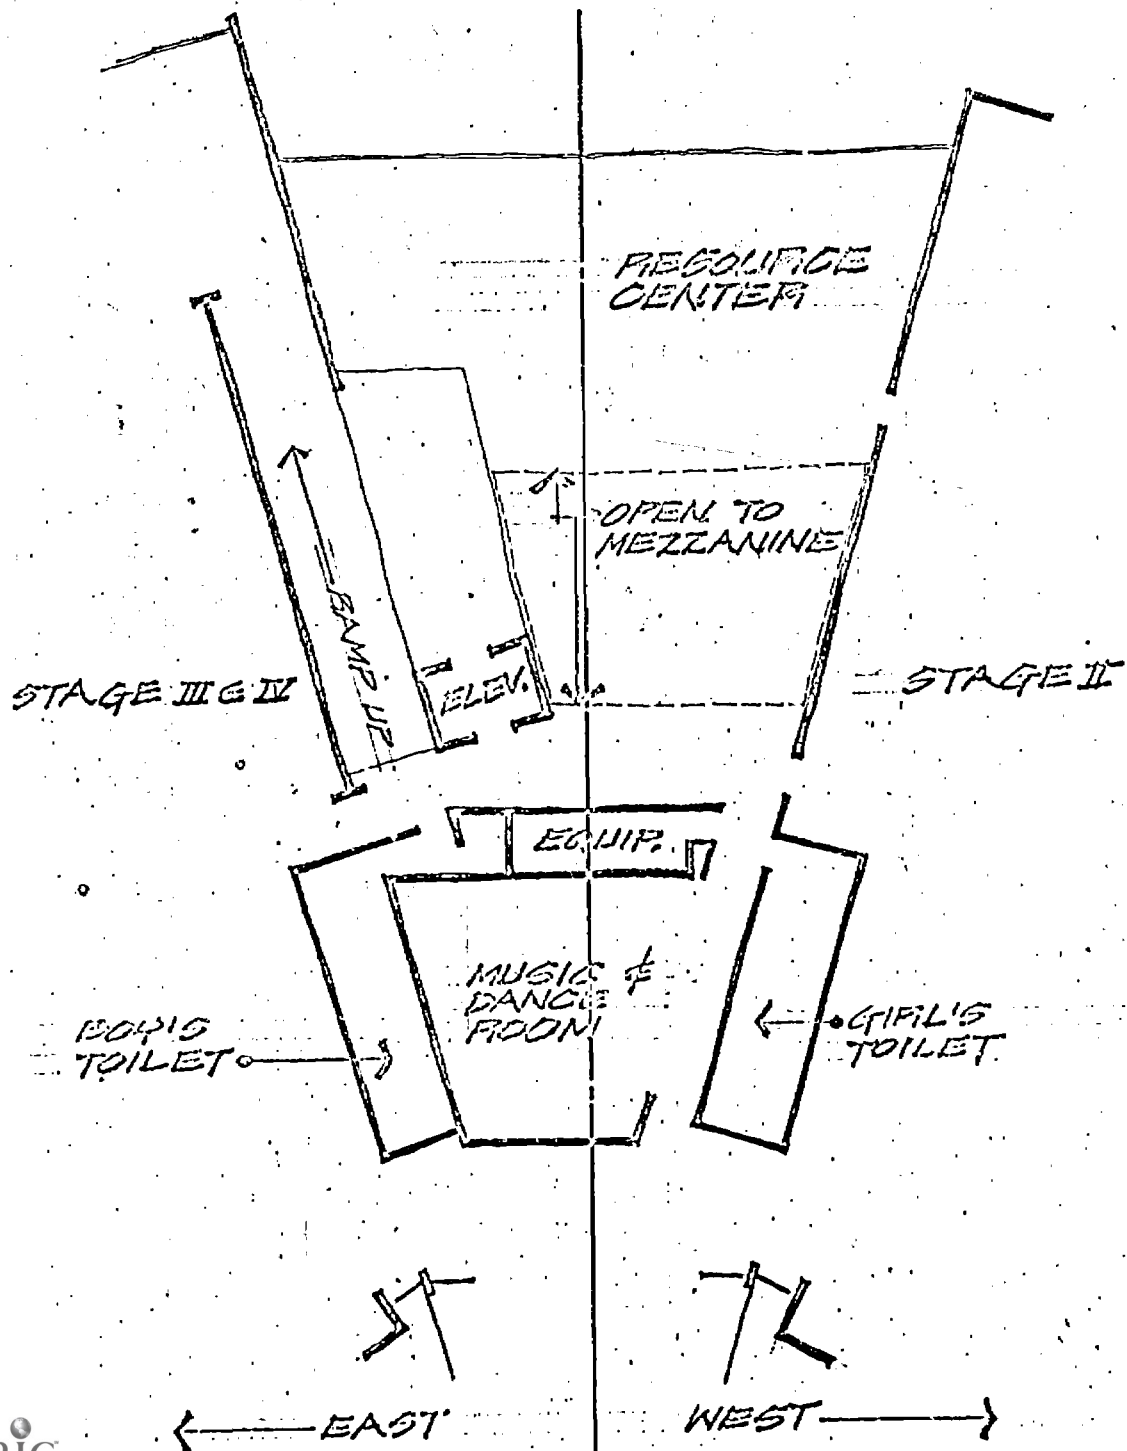 RESOURCE
CENTER
OPEN TO
MEZZANINE
RAMP UP
STAGE III & IV
ELEV.
STAGE II
EQUIP.
MUSIC &
DANCE
ROOM
BOY'S
TOILET
GIRL'S
TOILET
EAST
WEST